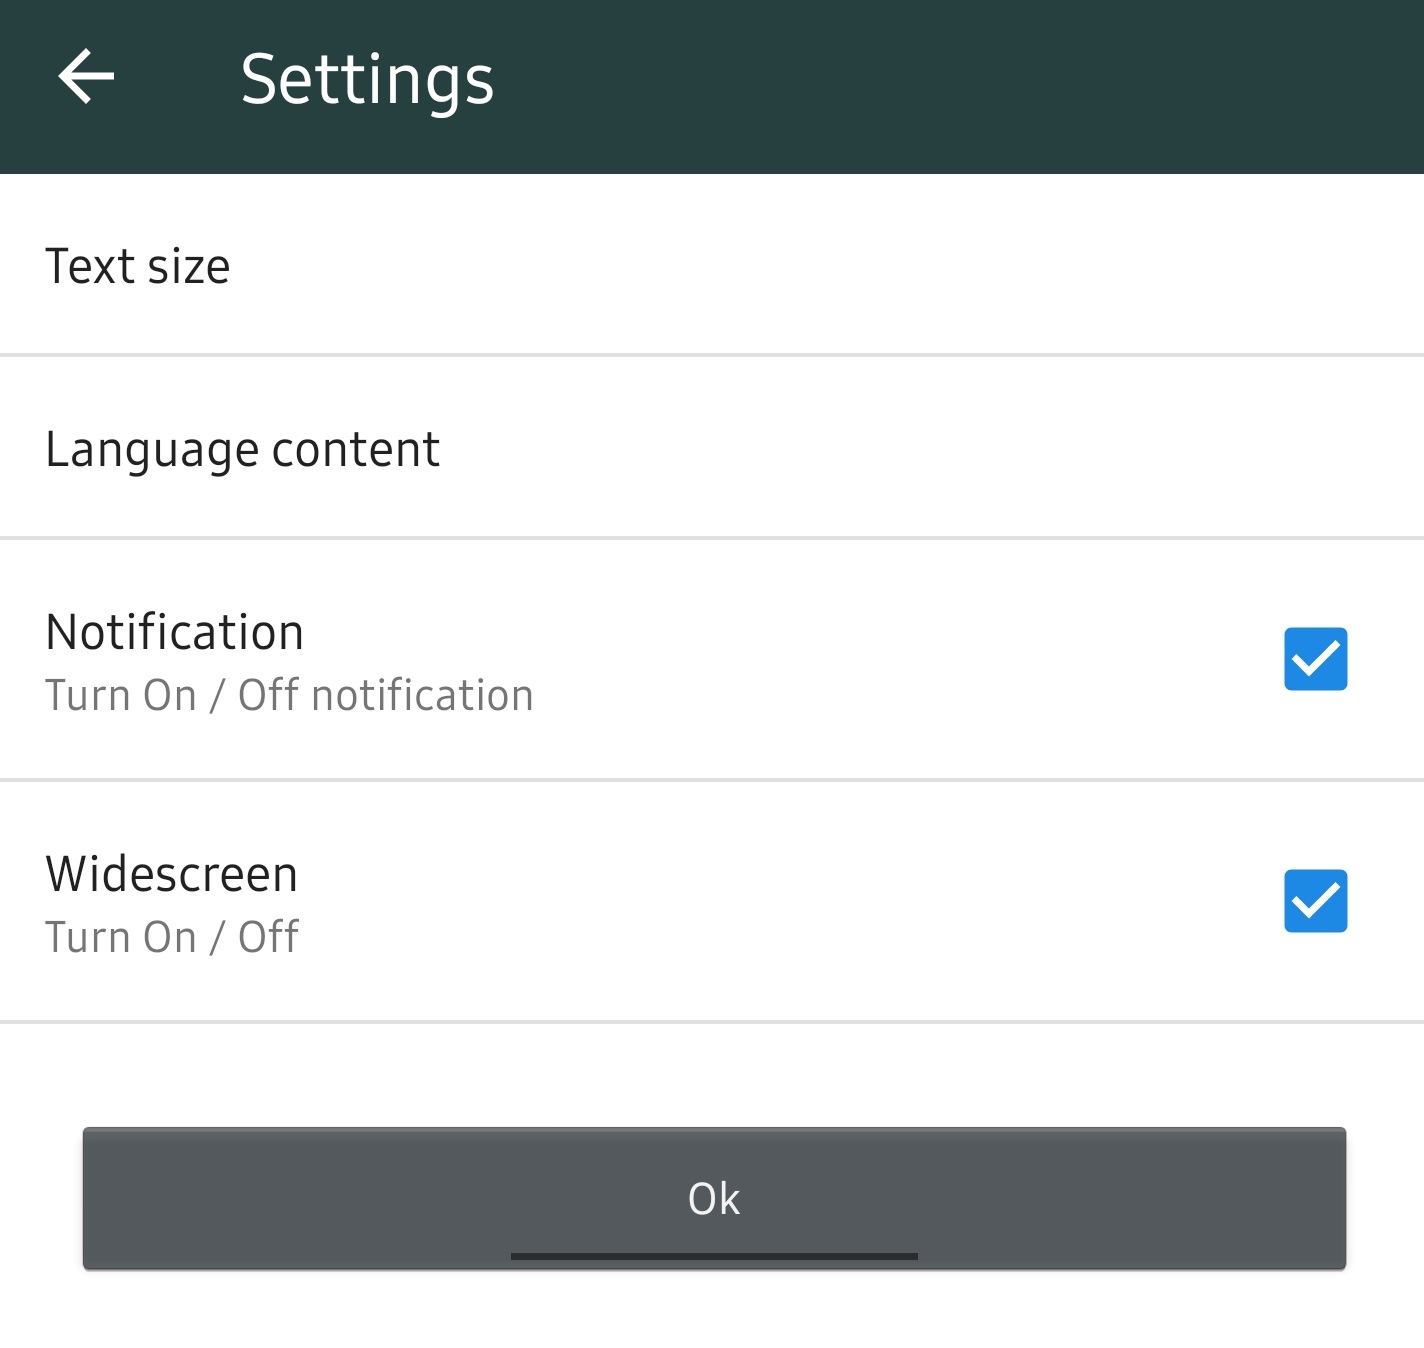 Settings
Text size
Language content
Notification
Turn On / Off notification
Widescreen
Turn On / Off
Ok